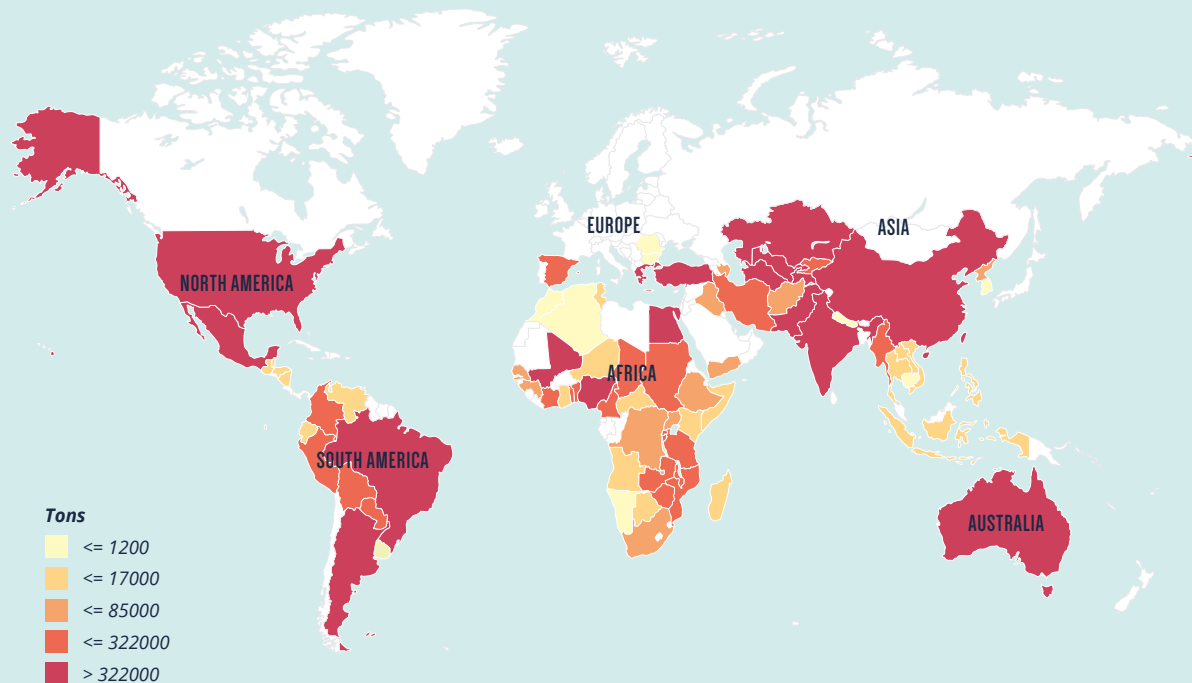 EUROPE
ASIA
NORTH AMERICA
AFRICA
SOUTH AMERICA
AUSTRALIA
Tons
<= 1200
<= 17000
<= 85000
<= 322000
> 322000